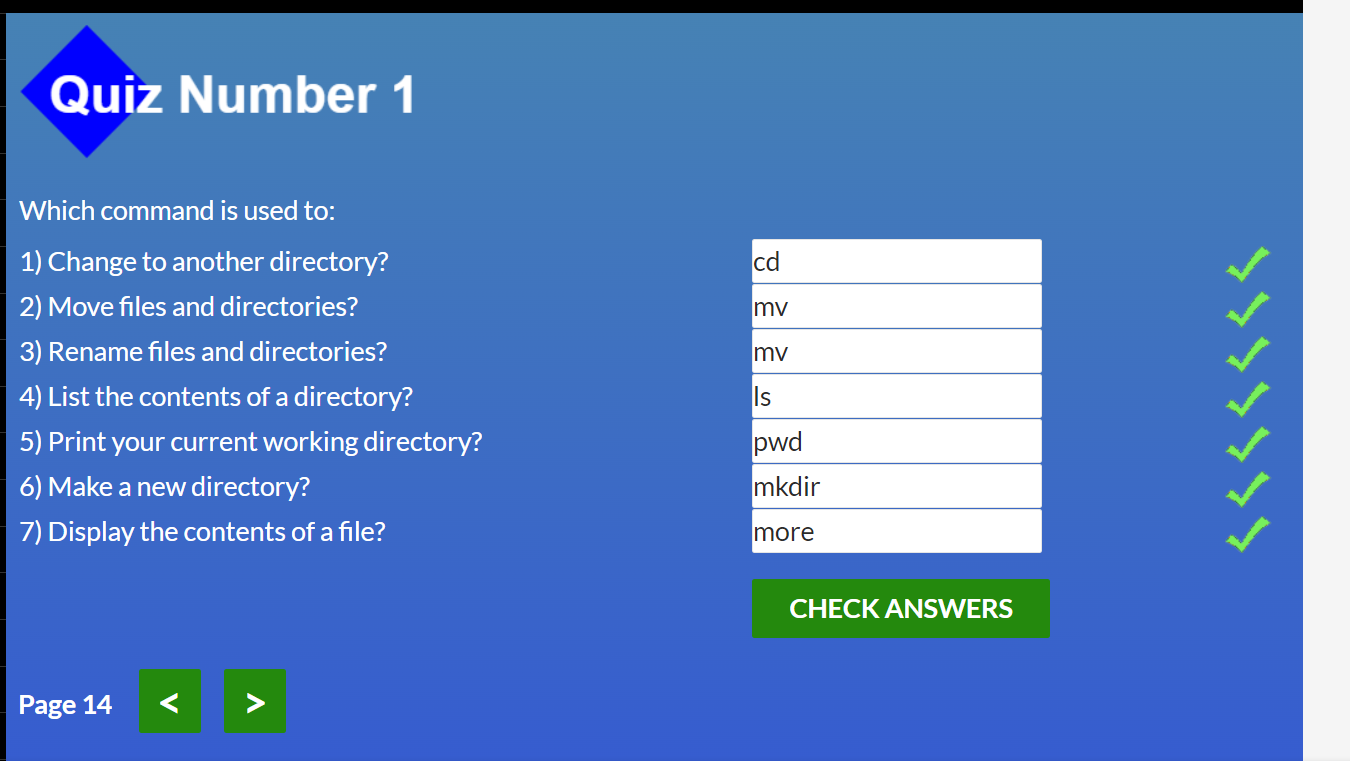 Quiz Number 1
Which command is used to:
1) Change to another directory? cd
2) Move files and directories? mv
3) Rename files and directories? mv
4) List the contents of a directory? ls
5) Print your current working directory? pwd
6) Make a new directory? mkdir
7) Display the contents of a file? more
CHECK ANSWERS
Page 14 < >